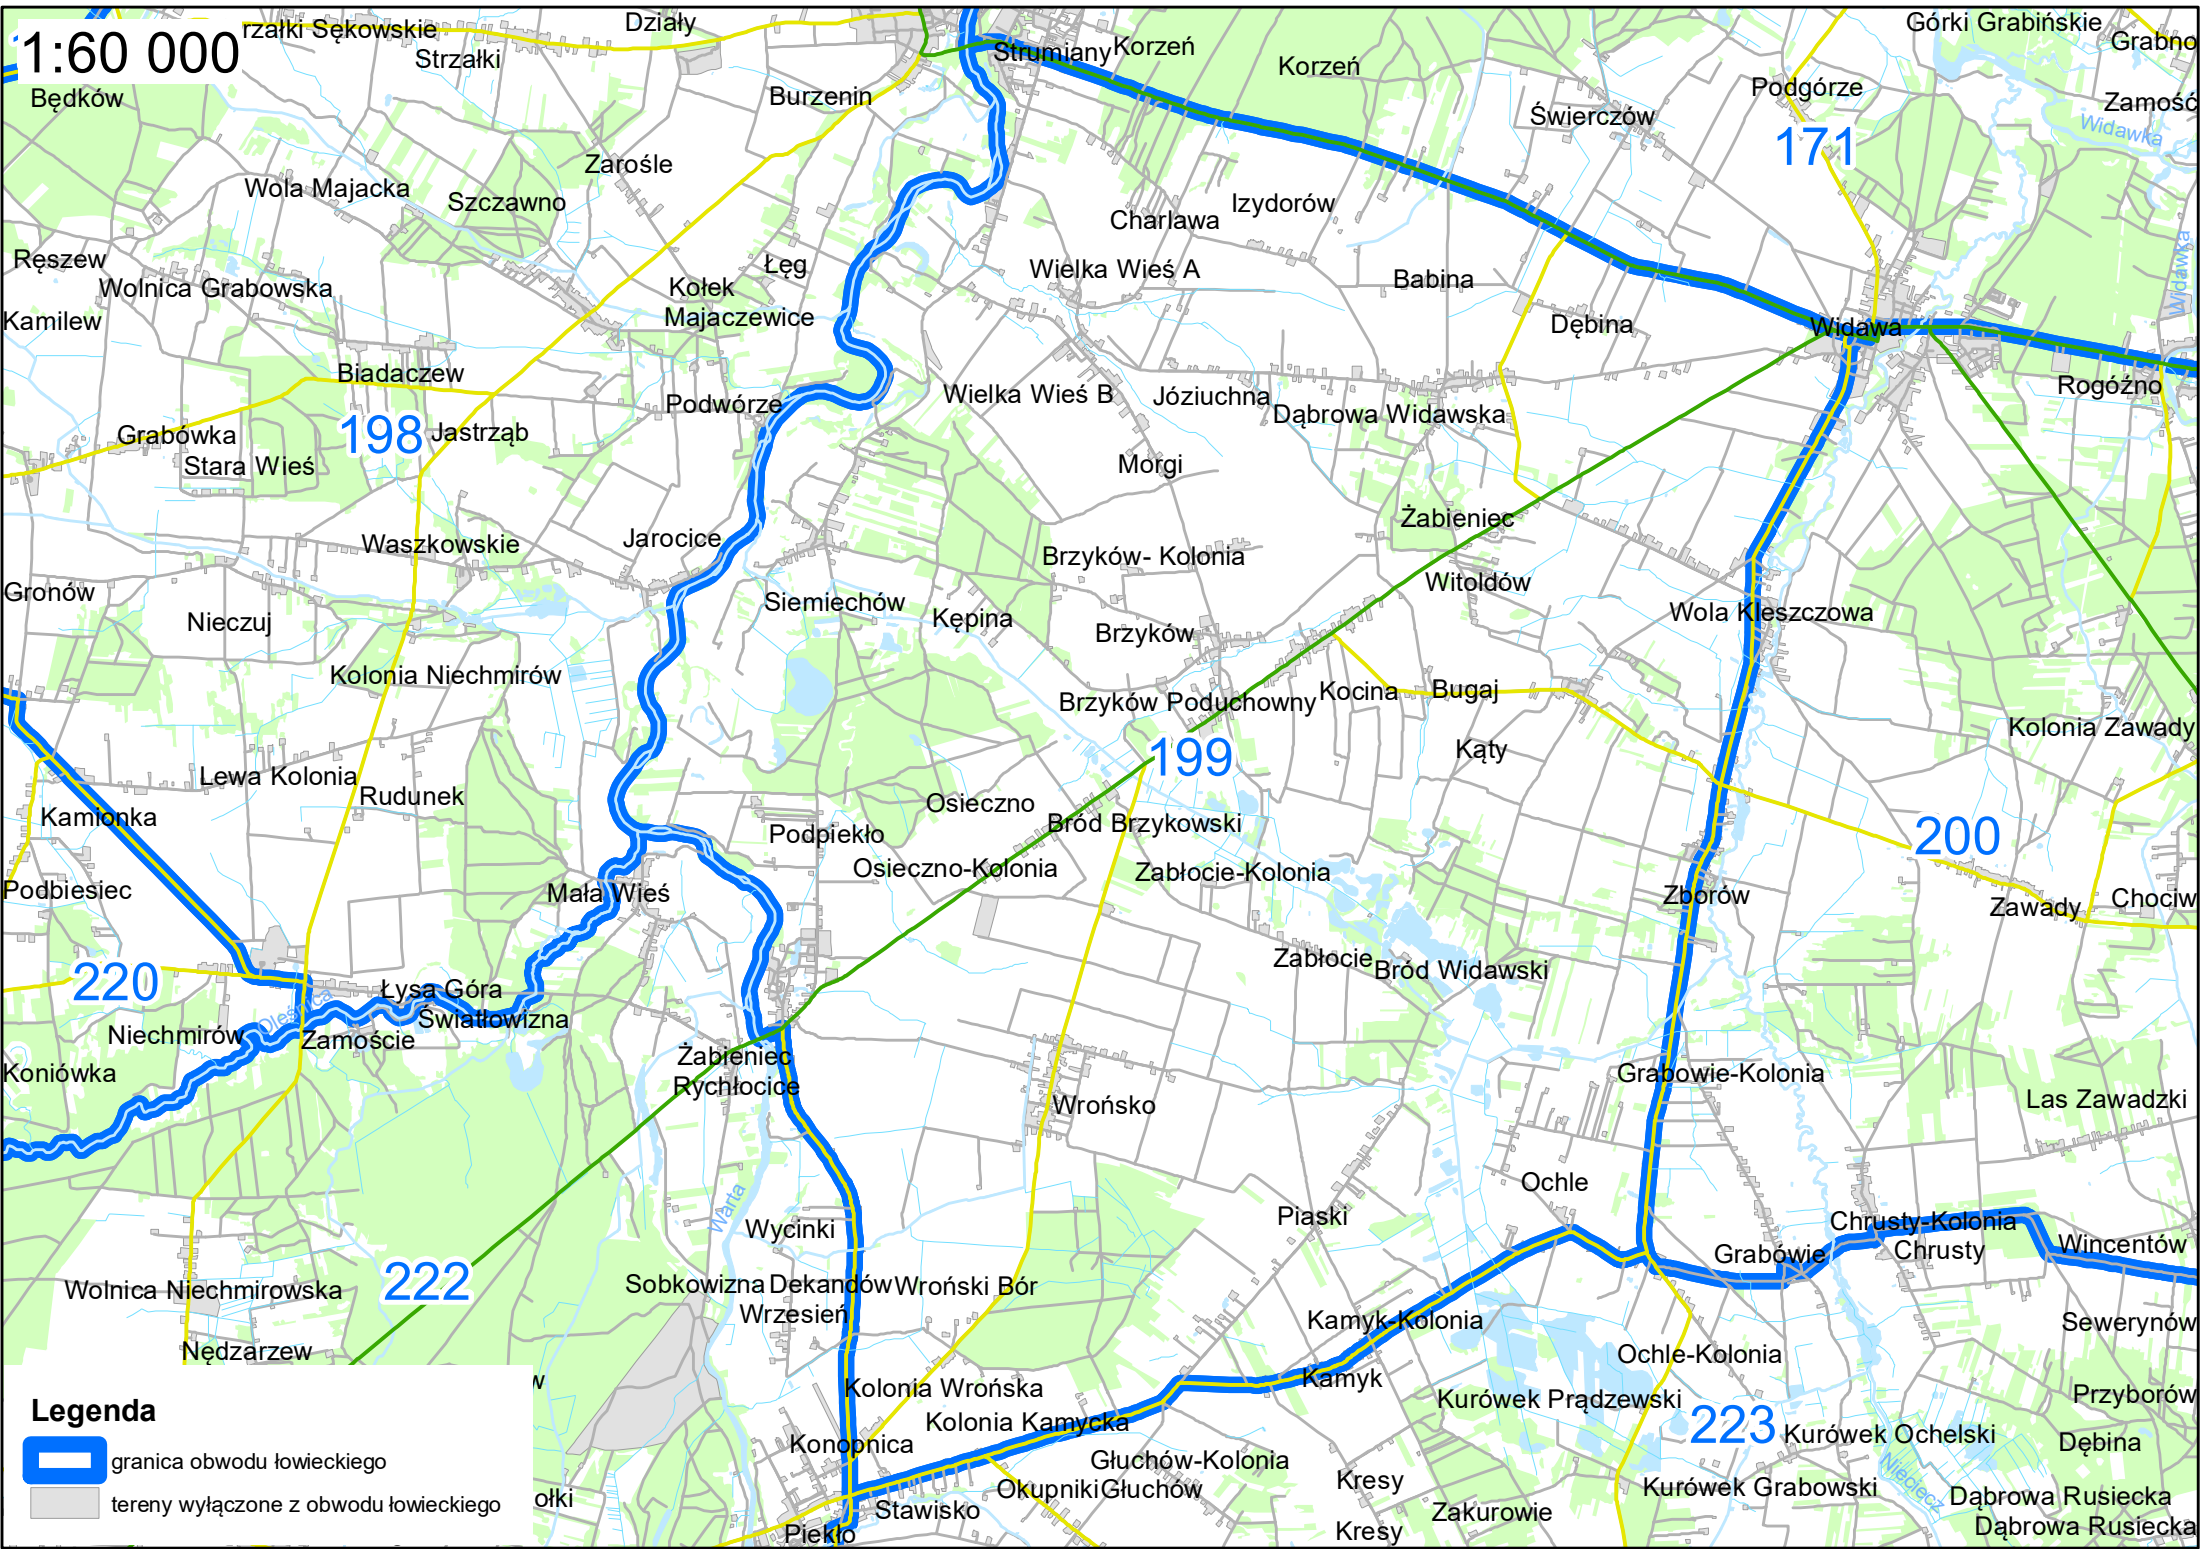 1:60 000
rzałki Sękowskie
Działy
Górki Grabińskie
Grabno
Strzałki
Strumiany
Korzeń
Korzeń
Będków
Burzenin
Podgórze
Zamość
Świerczów
Widawka
171
Zarośle
Wola Majacka
Szczawno
Izydorów
Charlawa
Ręszew
Łęg
Wielka Wieś A
Babina
Widawka
Wolnica Grabowska
Kołek
Kamilew
Majaczewice
Dębina
Widawa
Biadaczew
Rogóźno
Podwórze
Wielka Wieś B
Józiuchna
Dąbrowa Widawska
198
Jastrząb
Grabówka
Stara Wieś
Morgi
Żabieniec
Waszkowskie
Jarocice
Brzyków- Kolonia
Gronów
Witoldów
Nieczuj
Siemiechów
Kępina
Wola Kleszczowa
Brzyków
Kolonia Niechmirów
Brzyków Poduchowny
Kocina
Bugaj
Kolonia Zawady
199
Kąty
Lewa Kolonia
Rudunek
Osieczno
Kamionka
Bród Brzykowski
Podpiekło
200
Osieczno-Kolonia
Zabłocie-Kolonia
Podbiesiec
Mała Wieś
Zborów
Zawady
Chociw
220
Zabłocie
Bród Widawski
Łysa Góra
Oleśnica
Światłowizna
Niechmirów
Zamoście
Żabieniec
Koniówka
Rychłocice
Grabowie-Kolonia
Wrońsko
Las Zawadzki
Ochle
Warta
Wycinki
Piaski
Chrusty-Kolonia
Grabówie
Chrusty
Wincentów
222
Wolnica Niechmirowska
Sobkowizna
Dekandów
Wroński Bór
Wrzesień
Kamyk-Kolonia
Sewerynów
Nędzarzew
Ochle-Kolonia
w
Kolonia Wrońska
Kamyk
Kurówek Prądzewski
Przyborów
Legenda
Kolonia Kamycka
223
Kurówek Ochelski
Konopnica
Dębina
granica obwodu łowieckiego
Głuchów-Kolonia
Kresy
Okupniki
Głuchów
Kurówek Grabowski
Nieciecz
tereny wyłączone z obwodu łowieckiego
ołki
Stawisko
Zakurowie
Dąbrowa Rusiecka
Piekło
Kresy
Dąbrowa Rusiecka